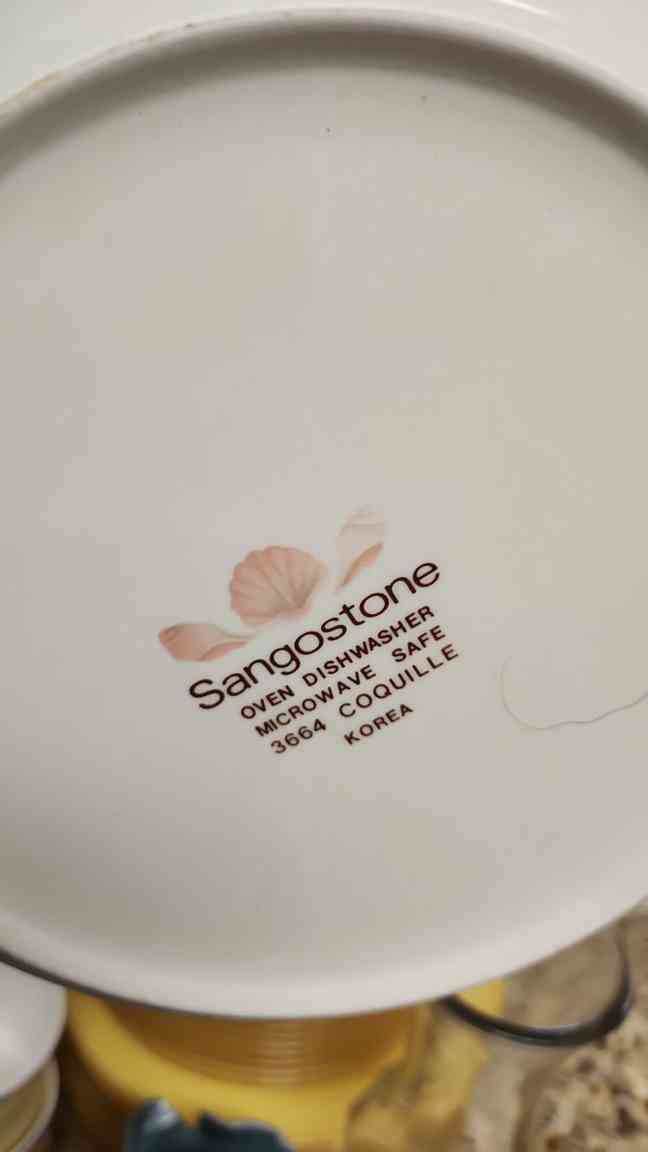 Sangostone
OVEN DISHWASHER
MICROWAVE SAFE
3664 COQUILLE
KOREA